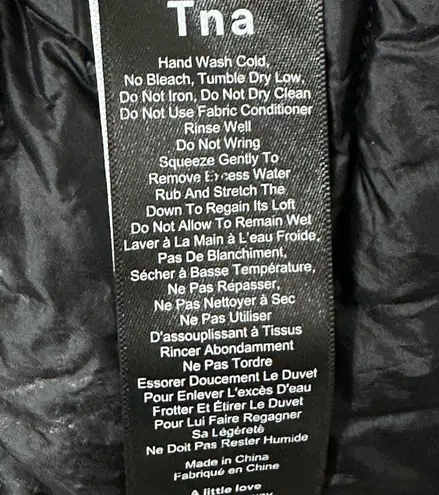 Tna
Hand Wash Cold,
No Bleach, Tumble Dry Low,
Do Not Iron, Do Not Dry Clean
Do Not Use Fabric Conditioner
Rinse Well
Do Not Wring
Squeeze Gently To
Remove Excess Water
Rub And Stretch The
Down To Regain Its Loft
Do Not Allow To Remain Wet
Laver à La Main à L'eau Froide,
Pas De Blanchiment,
Sécher à Basse Température,
Ne Pas Repasser,
Ne Pas Nettoyer à Sec
Ne Pas Utiliser
D'assouplissant à Tissus
Rincer Abondamment
Ne Pas Tordre
Essorer Doucement Le Duvet
Pour Enlever L'excès D'eau
Frotter Et Étirer Le Duvet
Pour Lui Faire Regagner
Sa Légéreté
Ne Doit Pas Rester Humide
Made in China
Fabriqué en Chine
A little love